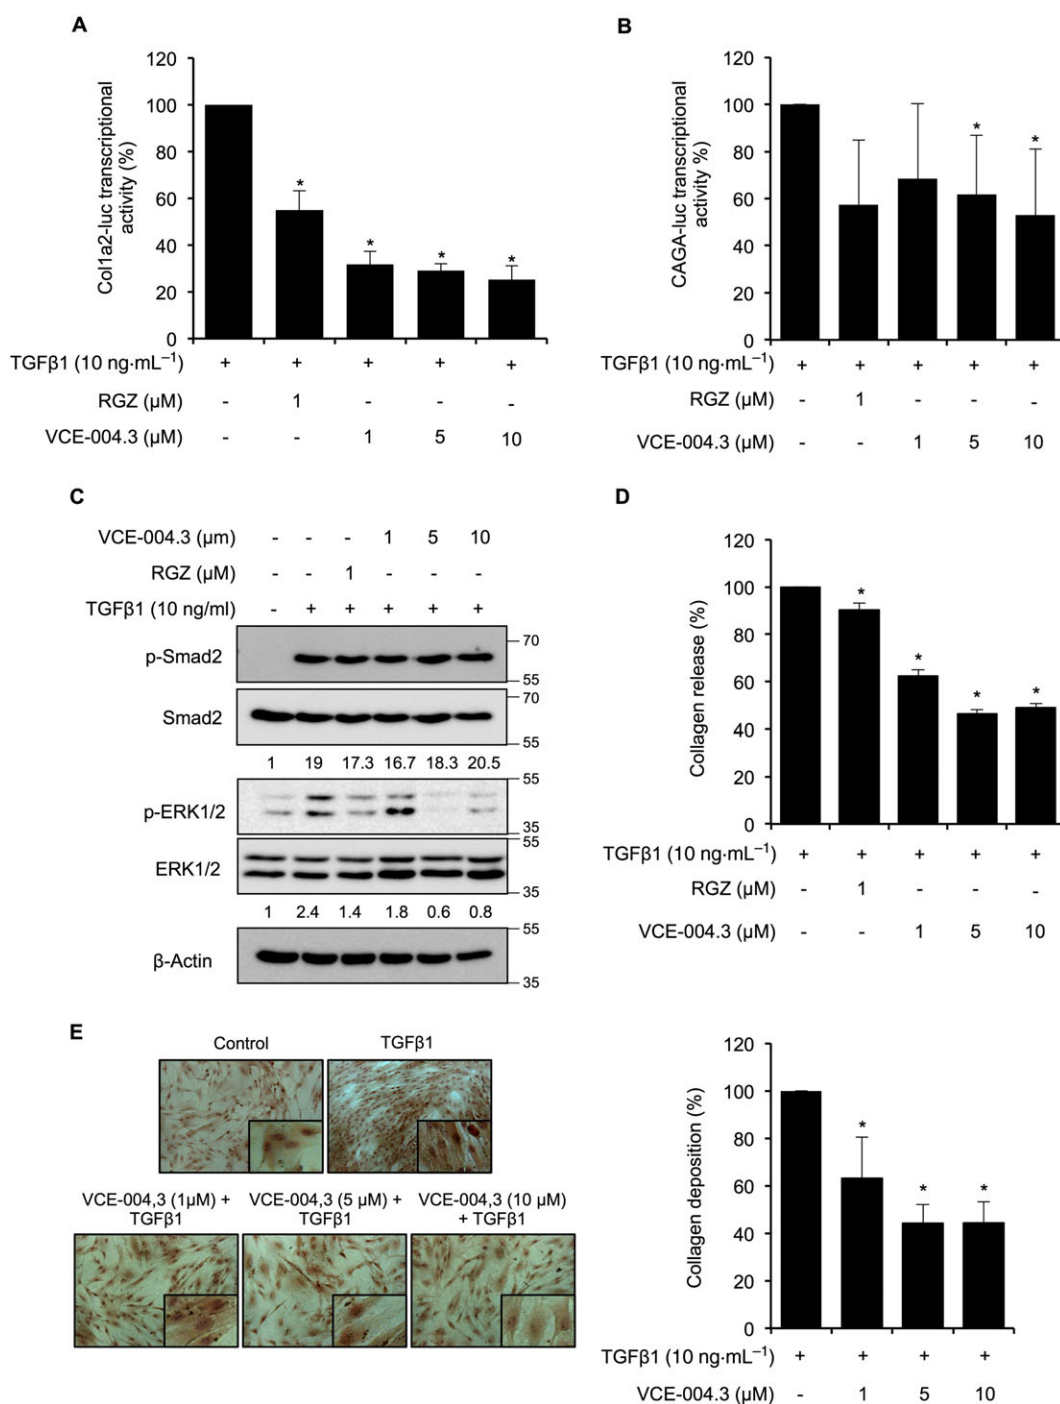 A
Col1a2-luc transcriptional
activity (%)
120
100
80
60
40
20
0
* * * *
TGFβ1 (10 ng·mL⁻¹) + + + + +
RGZ (µM) - 1 - - -
VCE-004.3 (µM) - - 1 5 10
B
CAGA-luc transcriptional
activity %)
120
100
80
60
40
20
0
* *
TGFβ1 (10 ng·mL⁻¹) + + + + +
RGZ (µM) - 1 - - -
VCE-004.3 (µM) - - 1 5 10
C
VCE-004.3 (µm) - - - 1 5 10
RGZ (µM) - - 1 - - -
TGFβ1 (10 ng/ml) - + + + + +
p-Smad2 70
55
Smad2 70
55
1 19 17.3 16.7 18.3 20.5
p-ERK1/2 55
35
ERK1/2 55
35
1 2.4 1.4 1.8 0.6 0.8
β-Actin 55
35
D
Collagen release (%)
120
100
80
60
40
20
0
* * * *
TGFβ1 (10 ng·mL⁻¹) + + + + +
RGZ (µM) - 1 - - -
VCE-004.3 (µM) - - 1 5 10
E
Control TGFβ1
VCE-004,3 (1µM) + VCE-004,3 (5 µM) + VCE-004,3 (10 µM)
TGFβ1 TGFβ1 + TGFβ1
Collagen deposition (%)
120
100
80
60
40
20
0
* * *
TGFβ1 (10 ng·mL⁻¹) + + + +
VCE-004.3 (µM) - 1 5 10